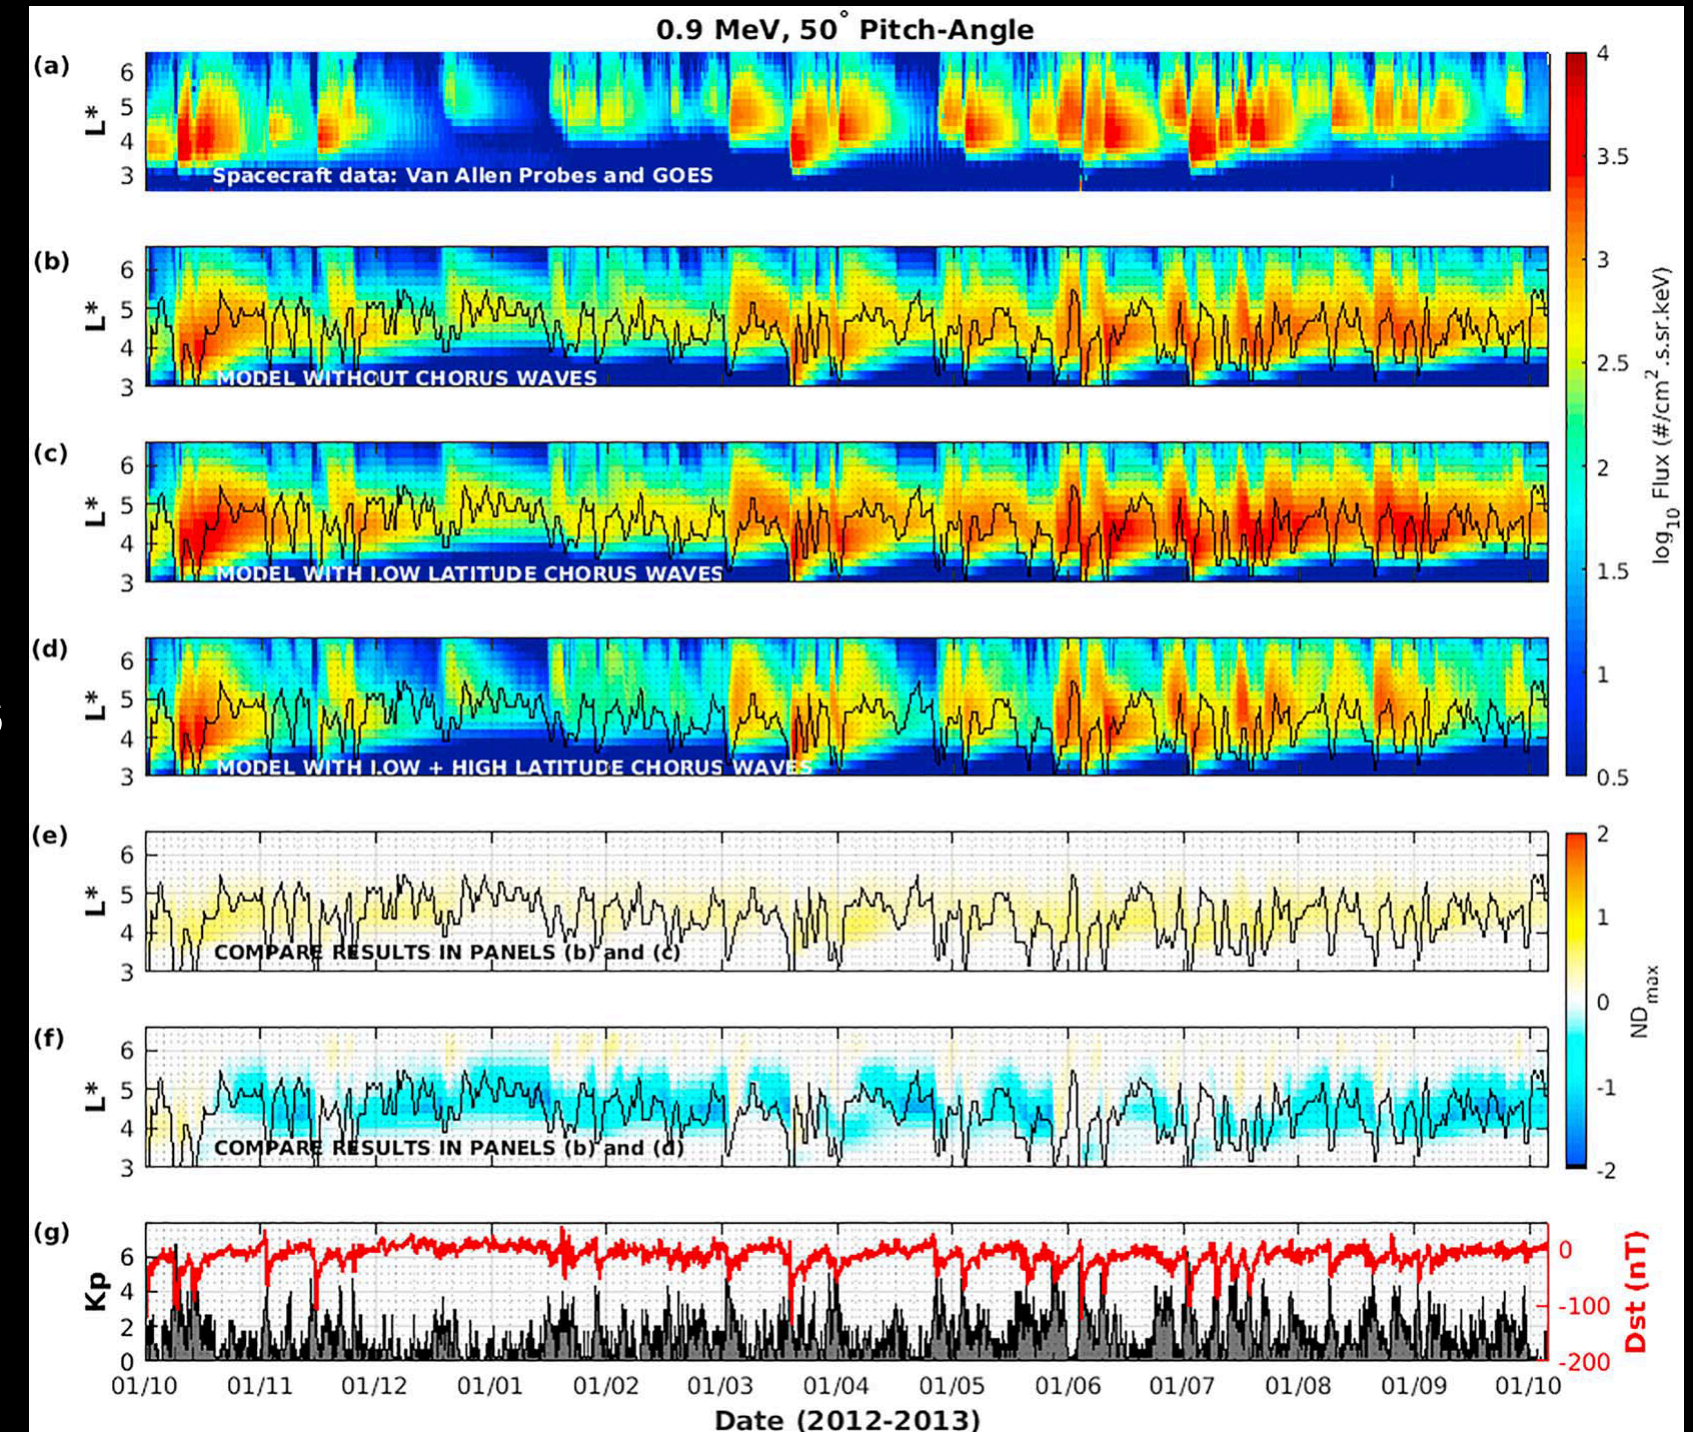 0.9 MeV, 50° Pitch-Angle
(a)
L*
6
5
4
3
Spacecraft data: Van Allen Probes and GOES
(b)
L*
6
5
4
3
MODEL WITHOUT CHORUS WAVES
(c)
L*
6
5
4
3
MODEL WITH LOW LATITUDE CHORUS WAVES
(d)
L*
6
5
4
3
MODEL WITH LOW + HIGH LATITUDE CHORUS WAVES
4
3.5
3
2.5
2
1.5
1
0.5
log10 Flux (#/cm2.s.sr.keV)
(e)
L*
6
5
4
3
COMPARE RESULTS IN PANELS (b) and (c)
(f)
L*
6
5
4
3
COMPARE RESULTS IN PANELS (b) and (d)
2
1
0
-1
-2
NDmax
(g)
Kp
6
4
2
0
0
-100
-200
Dst (nT)
01/10 01/11 01/12 01/01 01/02 01/03 01/04 01/05 01/06 01/07 01/08 01/09 01/10
Date (2012-2013)